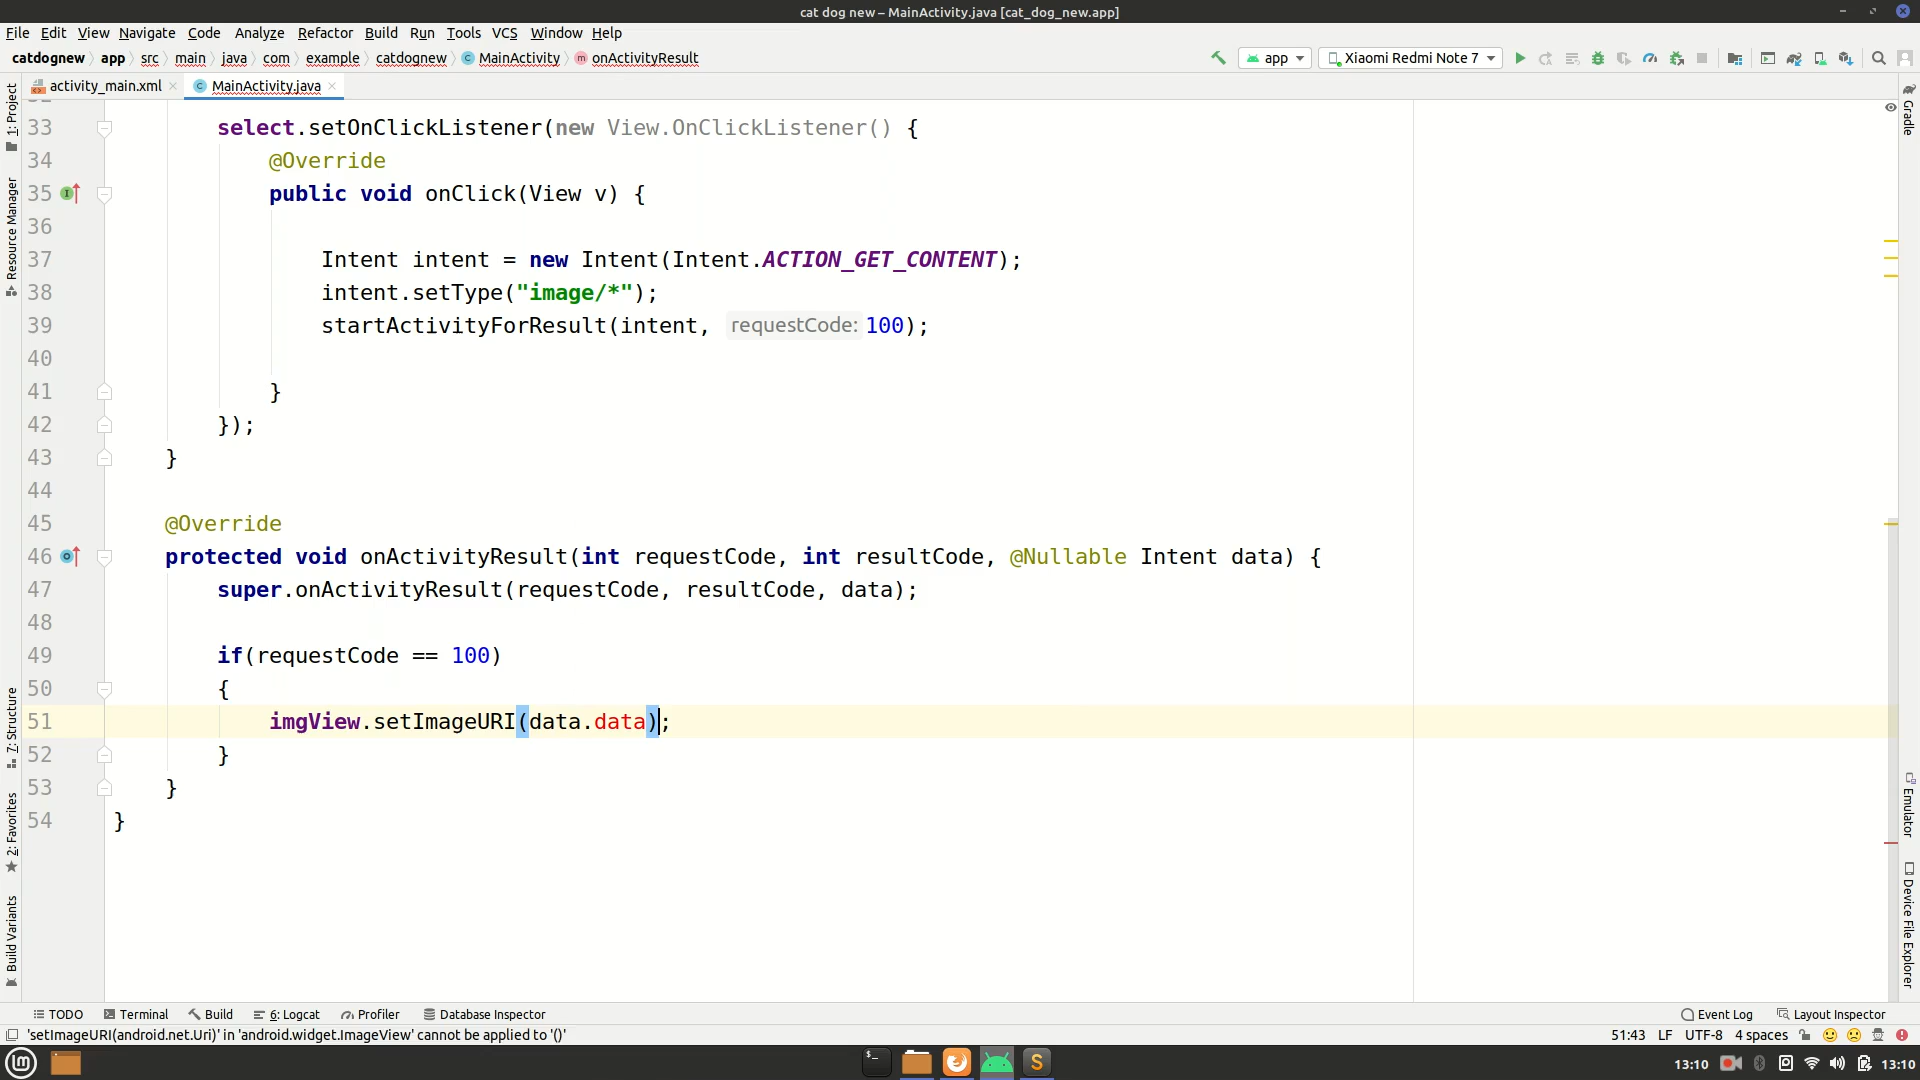 cat dog new – MainActivity.java [cat_dog_new.app]
File Edit View Navigate Code Analyze Refactor Build Run Tools VCS Window Help
catdognew app src main java com example catdognew MainActivity onActivityResult
app Xiaomi Redmi Note 7
activity_main.xml MainActivity.java
1: Project
Resource Manager
7: Structure
2: Favorites
Build Variants
Gradle
Emulator
Device File Explorer
33 select.setOnClickListener(new View.OnClickListener() {
34 @Override
35 public void onClick(View v) {
36
37 Intent intent = new Intent(Intent.ACTION_GET_CONTENT);
38 intent.setType("image/*");
39 startActivityForResult(intent, requestCode: 100);
40
41 }
42 });
43 }
44
45 @Override
46 protected void onActivityResult(int requestCode, int resultCode, @Nullable Intent data) {
47 super.onActivityResult(requestCode, resultCode, data);
48
49 if(requestCode == 100)
50 {
51 imgView.setImageURI(data.data);
52 }
53 }
54 }
TODO Terminal Build 6: Logcat Profiler Database Inspector Event Log Layout Inspector
'setImageURI(android.net.Uri)' in 'android.widget.ImageView' cannot be applied to '()' 51:43 LF UTF-8 4 spaces
13:10 13:10